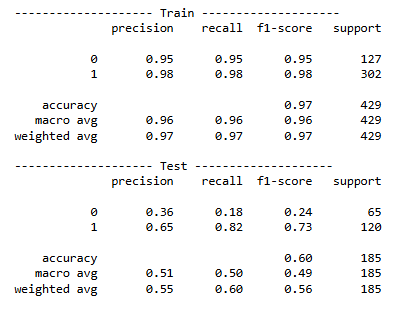 -------------------- Train --------------------
precision recall f1-score support
0 0.95 0.95 0.95 127
1 0.98 0.98 0.98 302
accuracy 0.97 429
macro avg 0.96 0.96 0.96 429
weighted avg 0.97 0.97 0.97 429
-------------------- Test --------------------
precision recall f1-score support
0 0.36 0.18 0.24 65
1 0.65 0.82 0.73 120
accuracy 0.60 185
macro avg 0.51 0.50 0.49 185
weighted avg 0.55 0.60 0.56 185